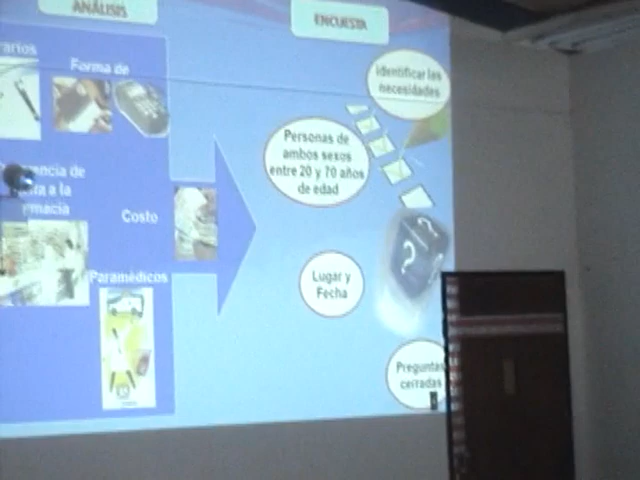 ANÁLISIS
ENCUESTA
Forma de
Identificar las
necesidades
Personas de
ambos sexos
entre 20 y 70 años
de edad
Costo
Paramédicos
Lugar y
Fecha
Preguntas
cerradas